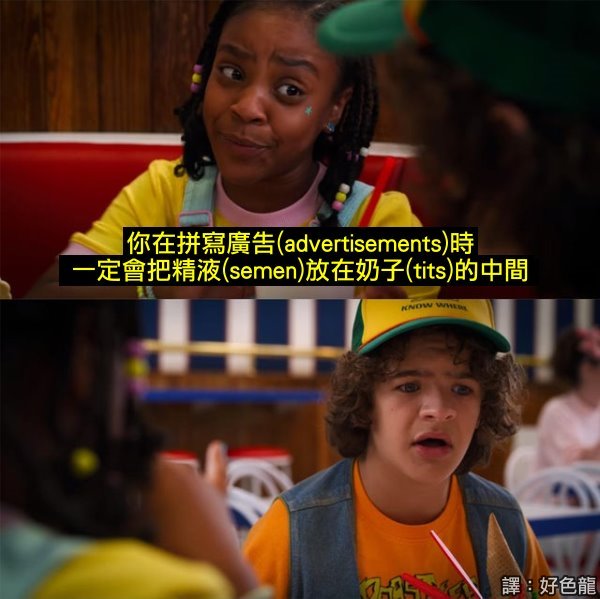 你在拼寫廣告(advertisements)時
一定會把精液(semen)放在奶子(tits)的中間
KNOW WHERE
譯：好色龍